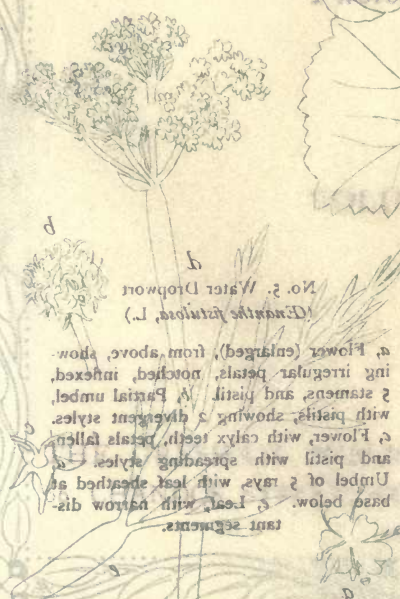 No. 5. Water Dropwort
(Œnanthe fistulosa, L.)
a, Flower (enlarged), from above, show-
ing irregular petals, notched, inflexed,
5 stamens, and pistil. b, Partial umbel,
with pistils, showing 2 divergent styles.
c, Flower, with calyx teeth, petals fallen,
and pistil with spreading styles. d,
Umbel of 5 rays, with leaf sheathed at
base below. e, Leaf, with narrow dis-
tant segments.
b
d
c
e
a